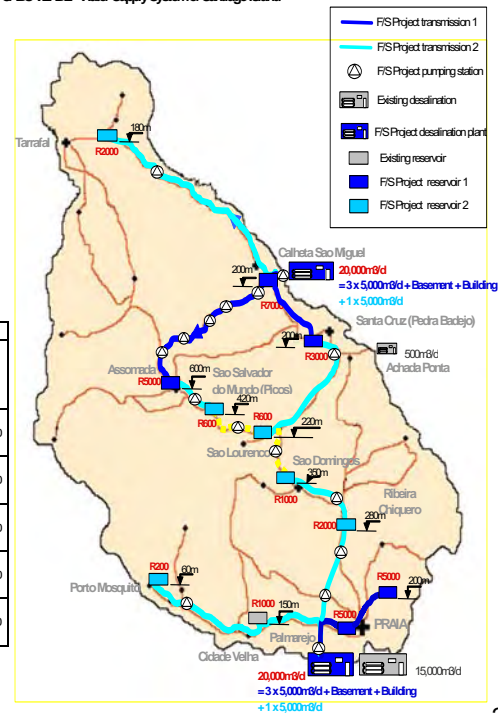 F/S Project transmission 1
F/S Project transmission 2
F/S Project pumping station
Existing desalination
F/S Project desalination plant
Existing reservoir
F/S Project reservoir 1
F/S Project reservoir 2
180m
Tarrafal
R2000
Calheta Sao Miguel
200m
20,000m3/d
= 3 x 5,000m3/d + Basement + Building
+ 1 x 5,000m3/d
R7000
Santa Cruz (Pedra Badejo)
200m
R3000
500m3/d
Achada Ponta
Assomada
R5000
600m
Sao Salvador
do Mundo (Picos)
420m
R600
R600
220m
Sao Lourenco
Sao Domingos
350m
R1000
Ribeira
Chiquero
R2000
280m
R200
60m
Porto Mosquito
R1000
150m
R5000
200m
R5000
PRAIA
Palmarejo
Cidade Velha
20,000m3/d
15,000m3/d
= 3 x 5,000m3/d + Basement + Building
+ 1 x 5,000m3/d